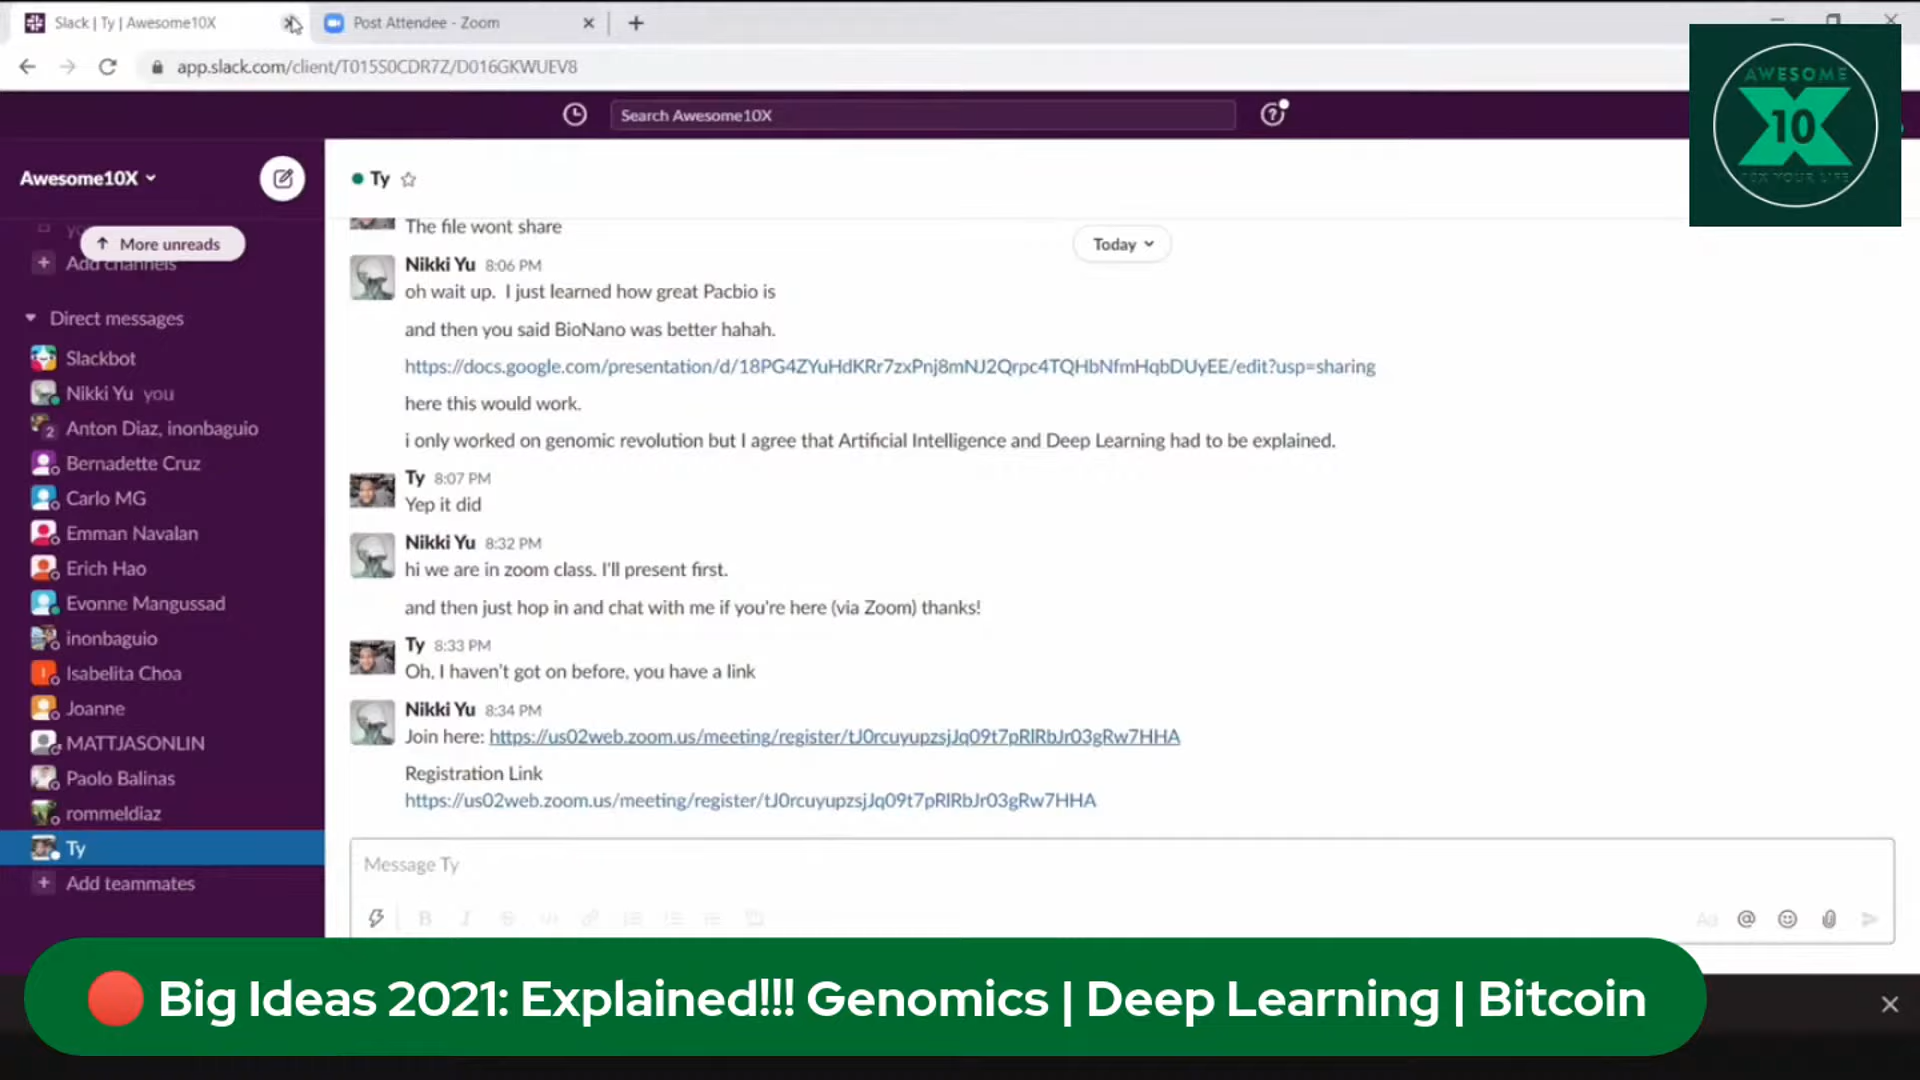 Slack | Ty | Awesome10X
Post Attendee - Zoom
app.slack.com/client/T015S0CDR7Z/D016GKWUEV8
Search Awesome10X
AWESOME
10
10X YOUR LIFE
Awesome10X
More unreads
Add channels
Direct messages
Slackbot
Nikki Yu you
2 Anton Diaz, inonbaguio
Bernadette Cruz
Carlo MG
Emman Navalan
Erich Hao
Evonne Mangussad
inonbaguio
Isabelita Choa
Joanne
MATTJASONLIN
Paolo Balinas
rommeldiaz
Ty
Add teammates
Ty
The file wont share
Today
Nikki Yu 8:06 PM
oh wait up. I just learned how great Pacbio is
and then you said BioNano was better hahah.
https://docs.google.com/presentation/d/18PG4ZYuHdKRr7zxPnj8mNJ2Qrpc4TQHbNfmHqbDUyEE/edit?usp=sharing
here this would work.
i only worked on genomic revolution but I agree that Artificial Intelligence and Deep Learning had to be explained.
Ty 8:07 PM
Yep it did
Nikki Yu 8:32 PM
hi we are in zoom class. I'll present first.
and then just hop in and chat with me if you're here (via Zoom) thanks!
Ty 8:33 PM
Oh, I haven't got on before, you have a link
Nikki Yu 8:34 PM
Join here: https://us02web.zoom.us/meeting/register/tJ0rcuyupzsjJq09t7pRlRbJr03gRw7HHA
Registration Link
https://us02web.zoom.us/meeting/register/tJ0rcuyupzsjJq09t7pRlRbJr03gRw7HHA
Message Ty
B I S
Aa @
Big Ideas 2021: Explained!!! Genomics | Deep Learning | Bitcoin